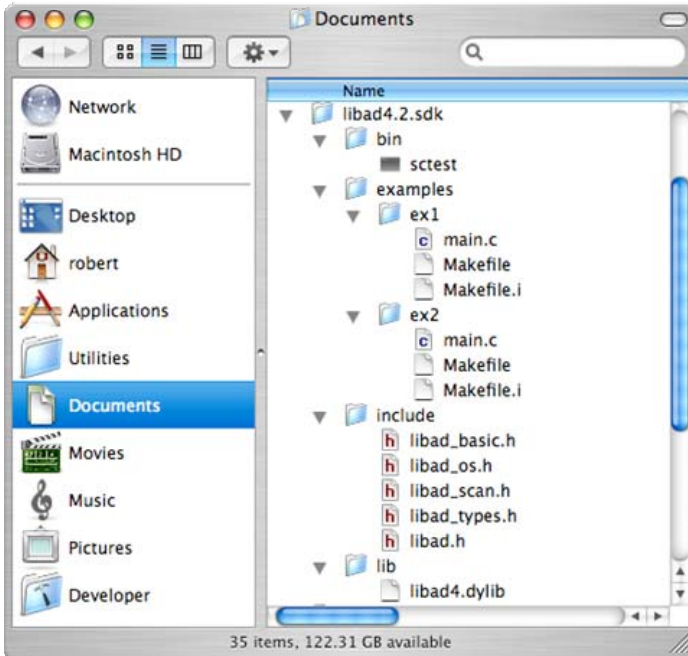 Documents
Network
Macintosh HD
Desktop
robert
Applications
Utilities
Documents
Movies
Music
Pictures
Developer
Name
libad4.2.sdk
bin
sctest
examples
ex1
c main.c
Makefile
Makefile.i
ex2
c main.c
Makefile
Makefile.i
include
h libad_basic.h
h libad_os.h
h libad_scan.h
h libad_types.h
h libad.h
lib
libad4.dylib
35 items, 122.31 GB available